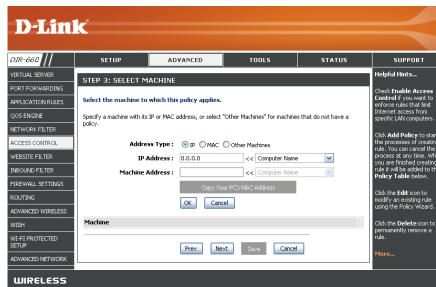 D-Link
DIR-660
SETUP
ADVANCED
TOOLS
STATUS
SUPPORT
VIRTUAL SERVER
PORT FORWARDING
APPLICATION RULES
QOS ENGINE
NETWORK FILTER
ACCESS CONTROL
WEBSITE FILTER
INBOUND FILTER
FIREWALL SETTINGS
ROUTING
ADVANCED WIRELESS
WISH
WI-FI PROTECTED SETUP
ADVANCED NETWORK
STEP 3: SELECT MACHINE
Select the machine to which this policy applies.
Specify a machine with its IP or MAC address, or select "Other Machines" for machines that do not have a
policy.
Address Type : IP MAC Other Machines
IP Address : 0.0.0.0 << Computer Name
Machine Address : << Computer Name
Copy Your PC's MAC Address
OK Cancel
Machine
Prev Next Save Cancel
Helpful Hints...
Check Enable Access
Control if you want to
enforce rules that limit
Internet access from
specific LAN computers.
Click Add Policy to star
the processes of creatin
rule. You can cancel the
process at any time. Wh
you are finished creating
rule it will be added to th
Policy Table below.
Click the Edit icon to
modify an existing rule
using the Policy Wizard.
Click the Delete icon to
permanently remove a
rule.
More...
WIRELESS